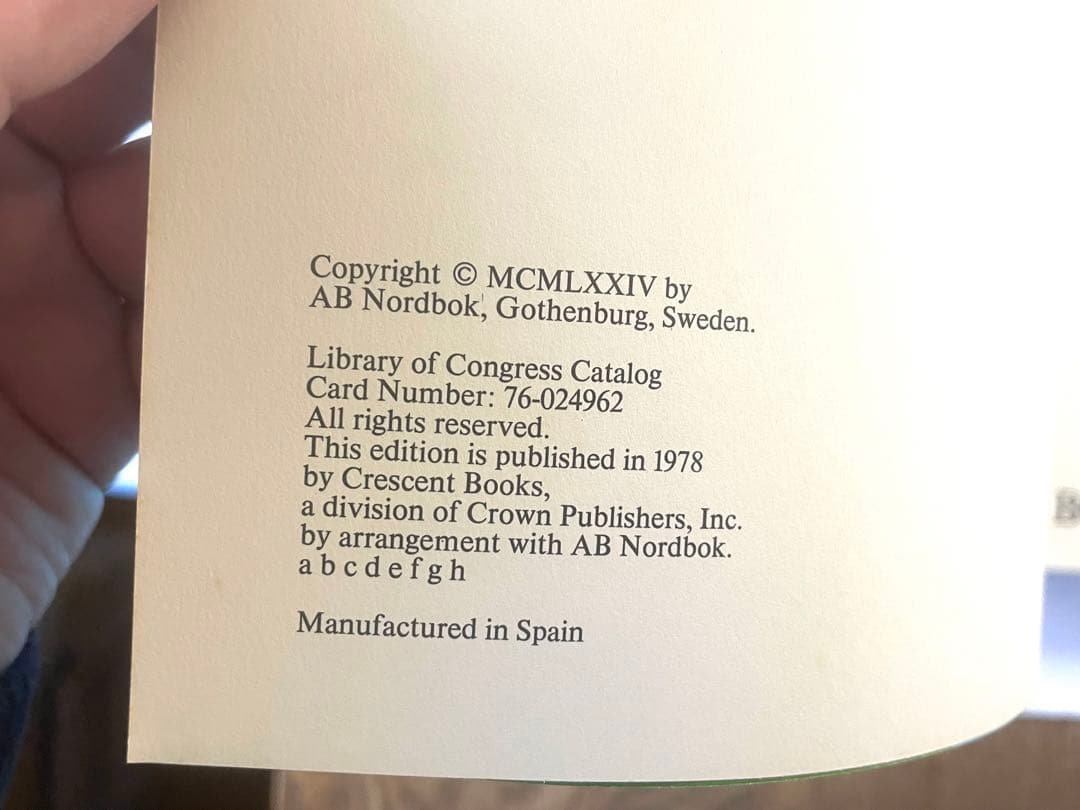 Copyright © MCMLXXIV by
AB Nordbok, Gothenburg, Sweden.
Library of Congress Catalog
Card Number: 76-024962
All rights reserved.
This edition is published in 1978
by Crescent Books,
a division of Crown Publishers, Inc.
by arrangement with AB Nordbok.
a b c d e f g h
Manufactured in Spain